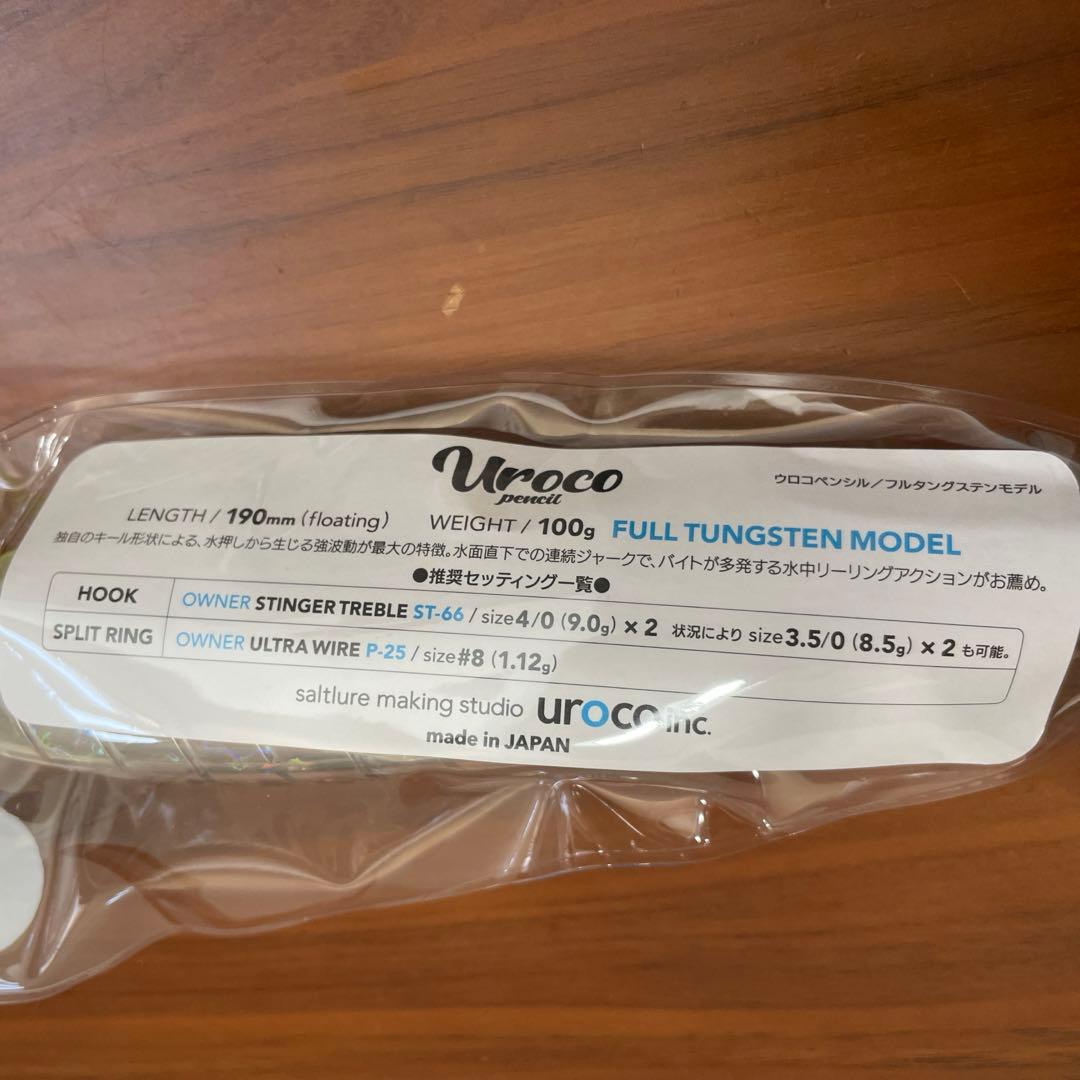 Uroco
pencil
ウロコペンシル／フルタングステンモデル
LENGTH / 190mm (floating) WEIGHT / 100g FULL TUNGSTEN MODEL
独自のキール形状による、水押しから生じる強波動が最大の特徴。水面直下での連続ジャークで、バイトが多発する水中リーリングアクションがお薦め。
●推奨セッティング一覧●
HOOK OWNER STINGER TREBLE ST-66 / size 4/0 (9.0g) × 2 状況により size 3.5/0 (8.5g) × 2 も可能。
SPLIT RING OWNER ULTRA WIRE P-25 / size #8 (1.12g)
saltlure making studio uroco inc.
made in JAPAN